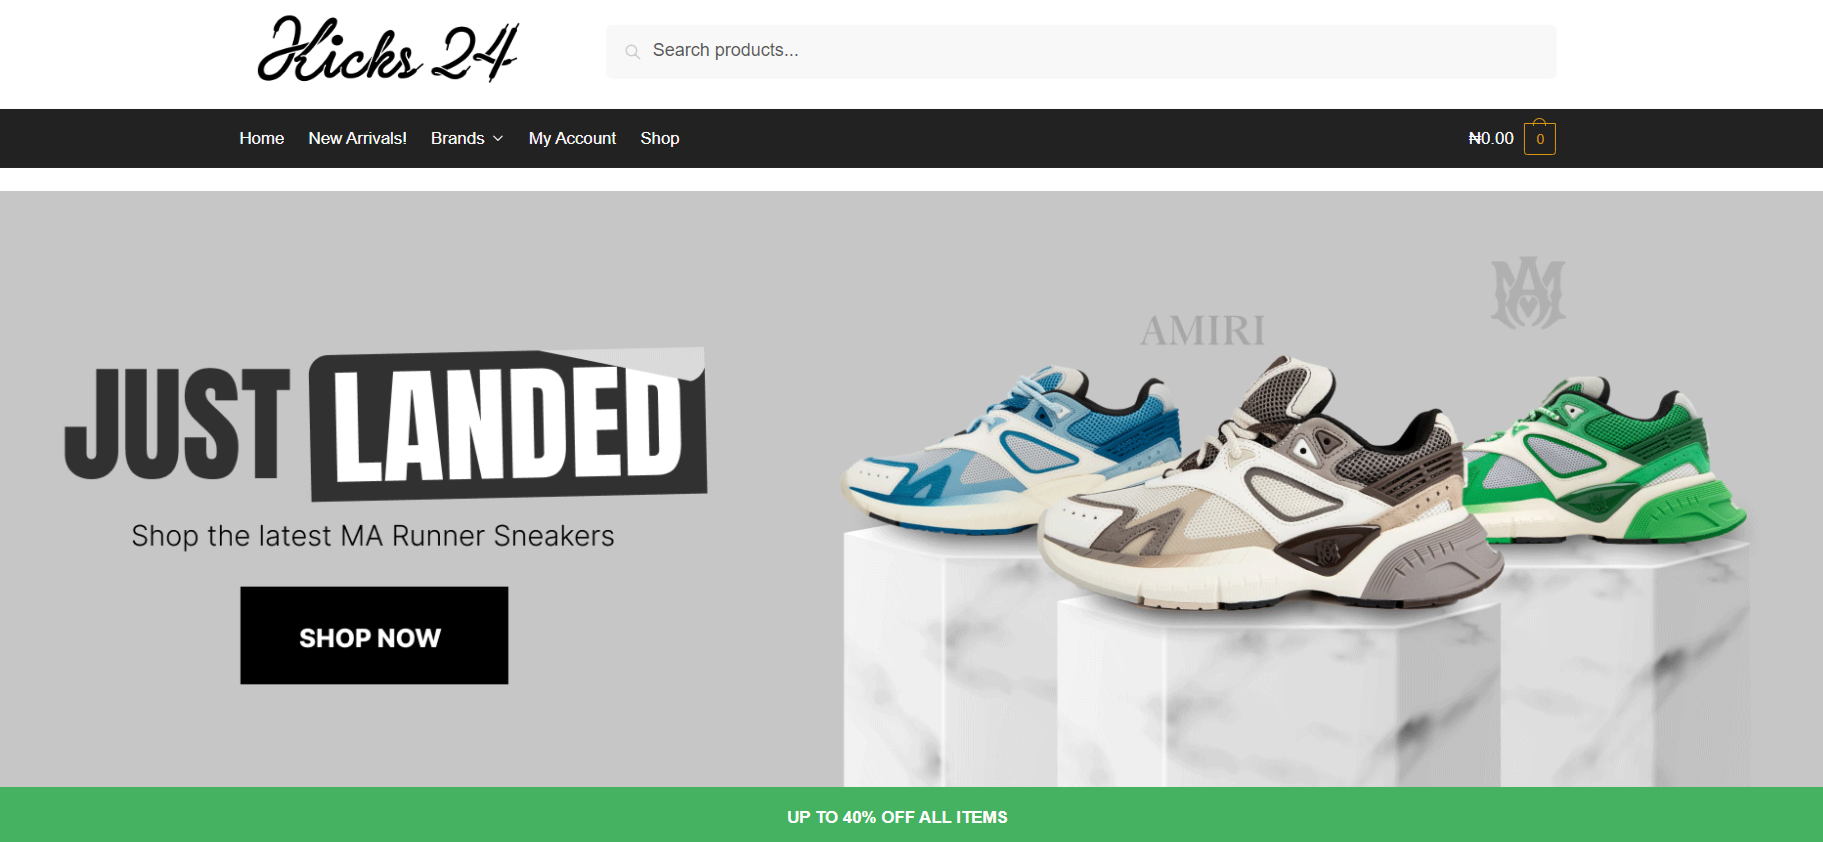 Kicks 24
Search products...
Home
New Arrivals!
Brands
My Account
Shop
₦0.00
0
AMIRI
MA
JUST LANDED
Shop the latest MA Runner Sneakers
SHOP NOW
UP TO 40% OFF ALL ITEMS